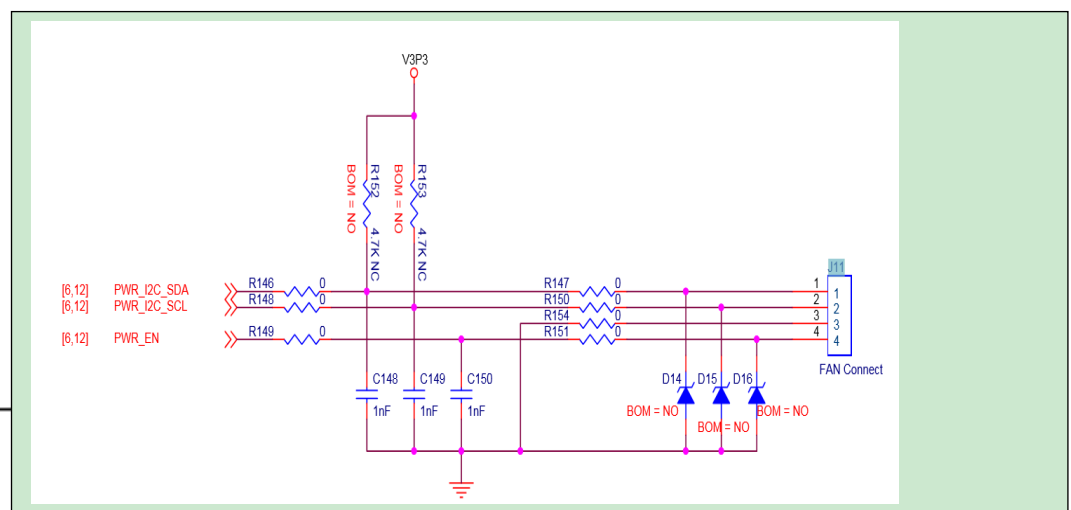 V3P3
BOM = NO
R152
4.7K NC
BOM = NO
R153
4.7K NC
J11
[6,12] PWR_I2C_SDA R146 0 R147 0 1 1
[6,12] PWR_I2C_SCL R148 0 R150 0 2 2
R154 0 3 3
[6,12] PWR_EN R149 0 R151 0 4 4
FAN Connect
C148 C149 C150 D14 D15 D16
1nF 1nF 1nF BOM = NO BOM = NO
BOM = NO